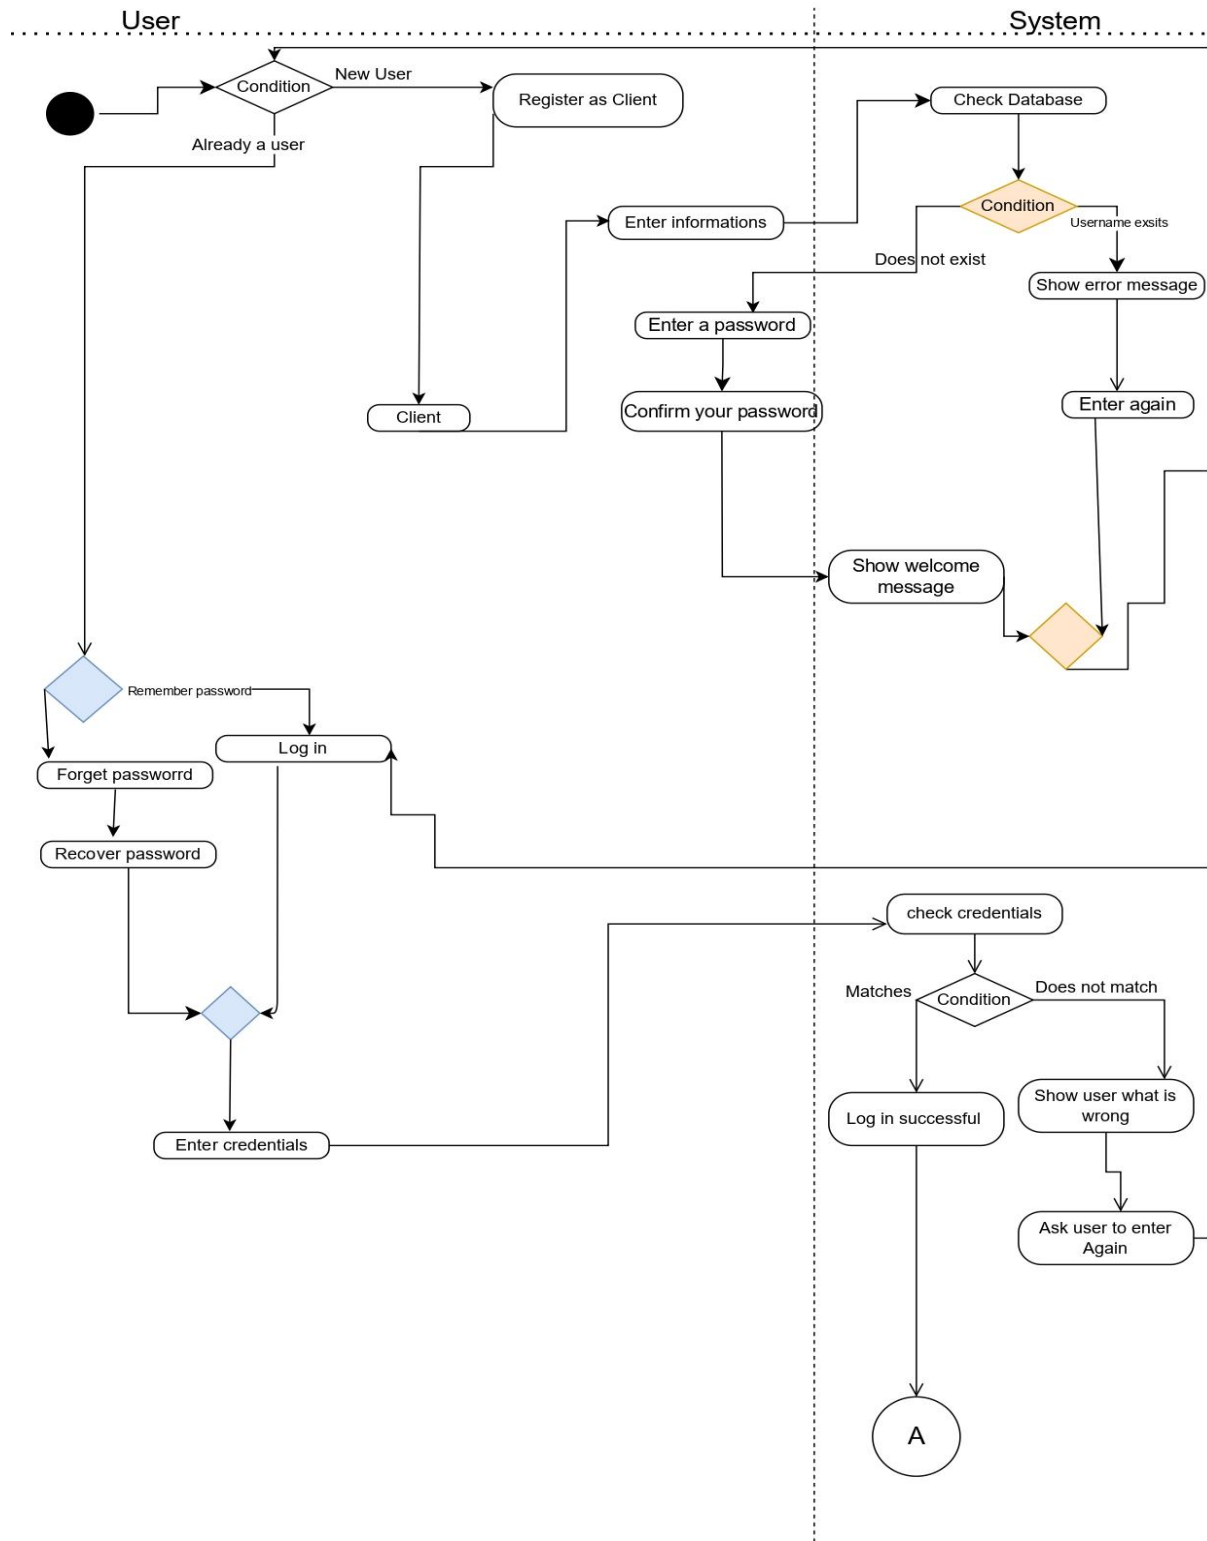 User
System
Condition
New User
Register as Client
Check Database
Already a user
Condition
Enter informations
Username exsits
Does not exist
Show error message
Enter a password
Client
Confirm your password
Enter again
Show welcome
message
Remember password
Log in
Forget passworrd
Recover password
check credentials
Matches
Condition
Does not match
Show user what is
wrong
Log in successful
Enter credentials
Ask user to enter
Again
A